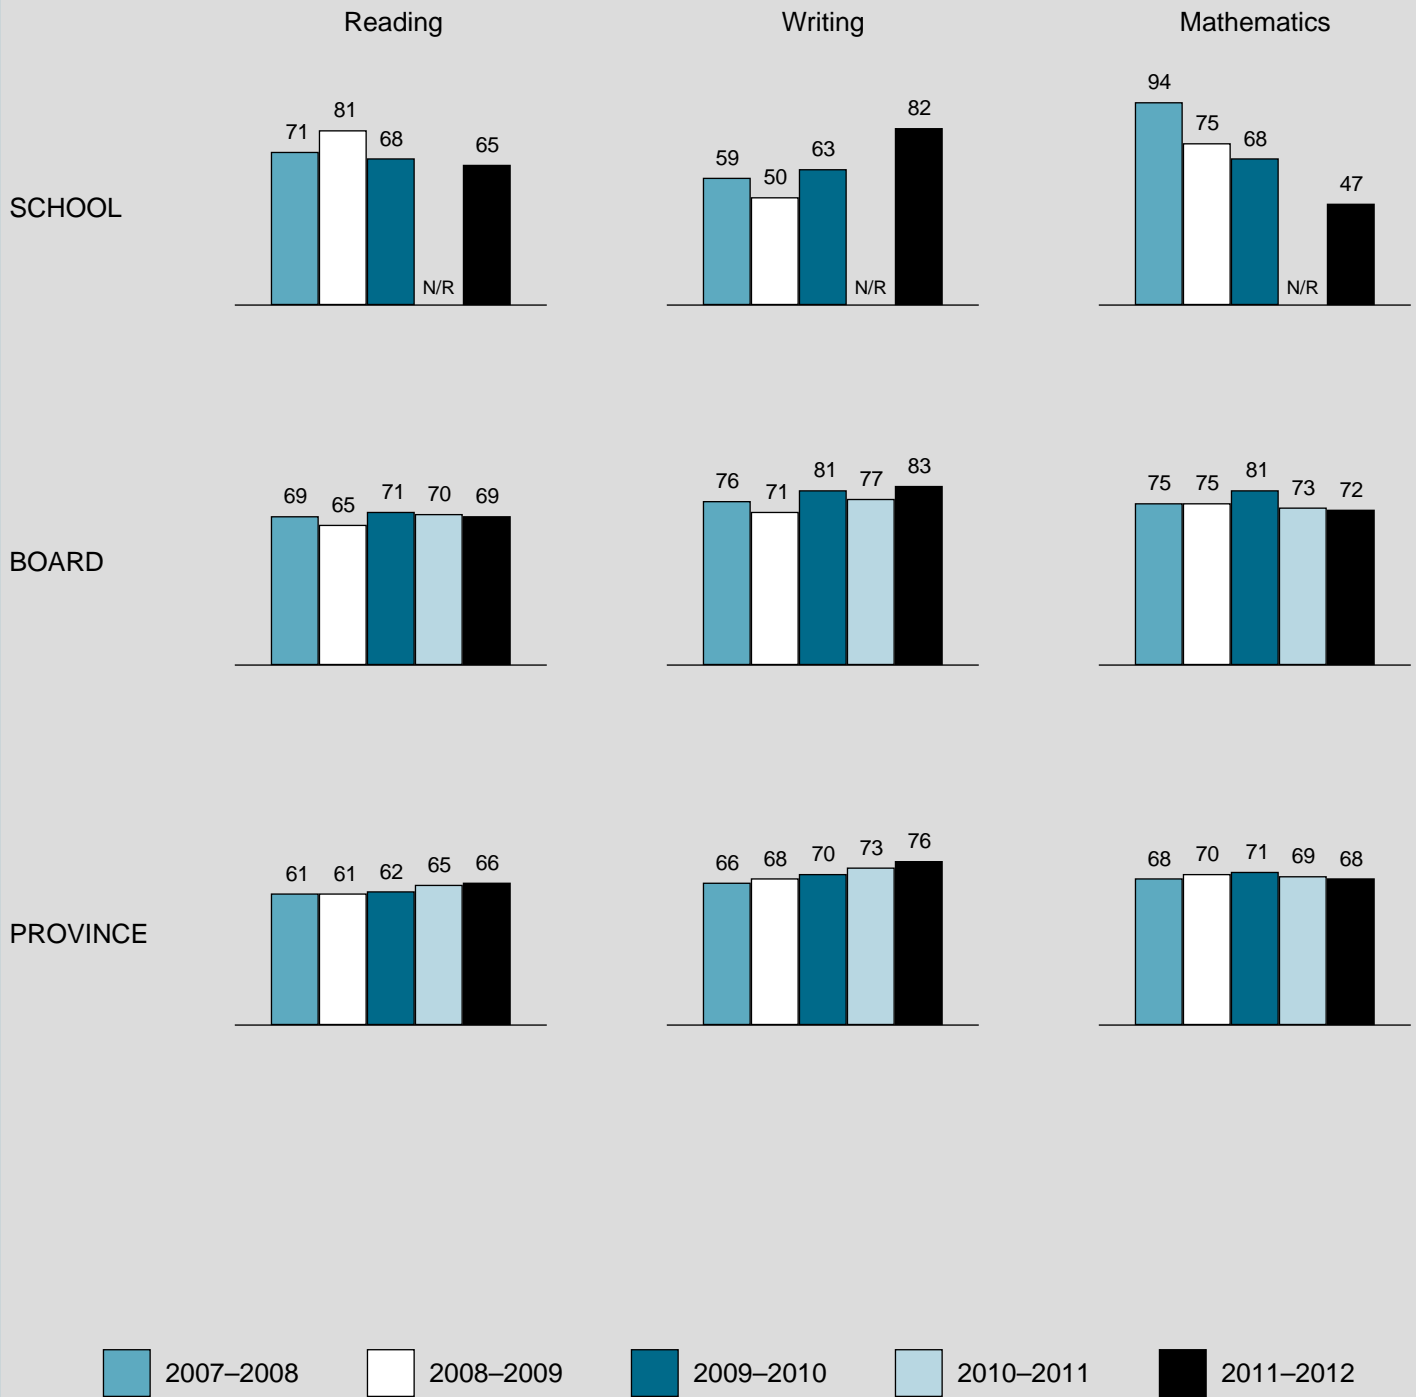 Reading Writing Mathematics
SCHOOL
71 81 68 N/R 65
59 50 63 N/R 82
94 75 68 N/R 47
BOARD
69 65 71 70 69
76 71 81 77 83
75 75 81 73 72
PROVINCE
61 61 62 65 66
66 68 70 73 76
68 70 71 69 68
2007–2008 2008–2009 2009–2010 2010–2011 2011–2012